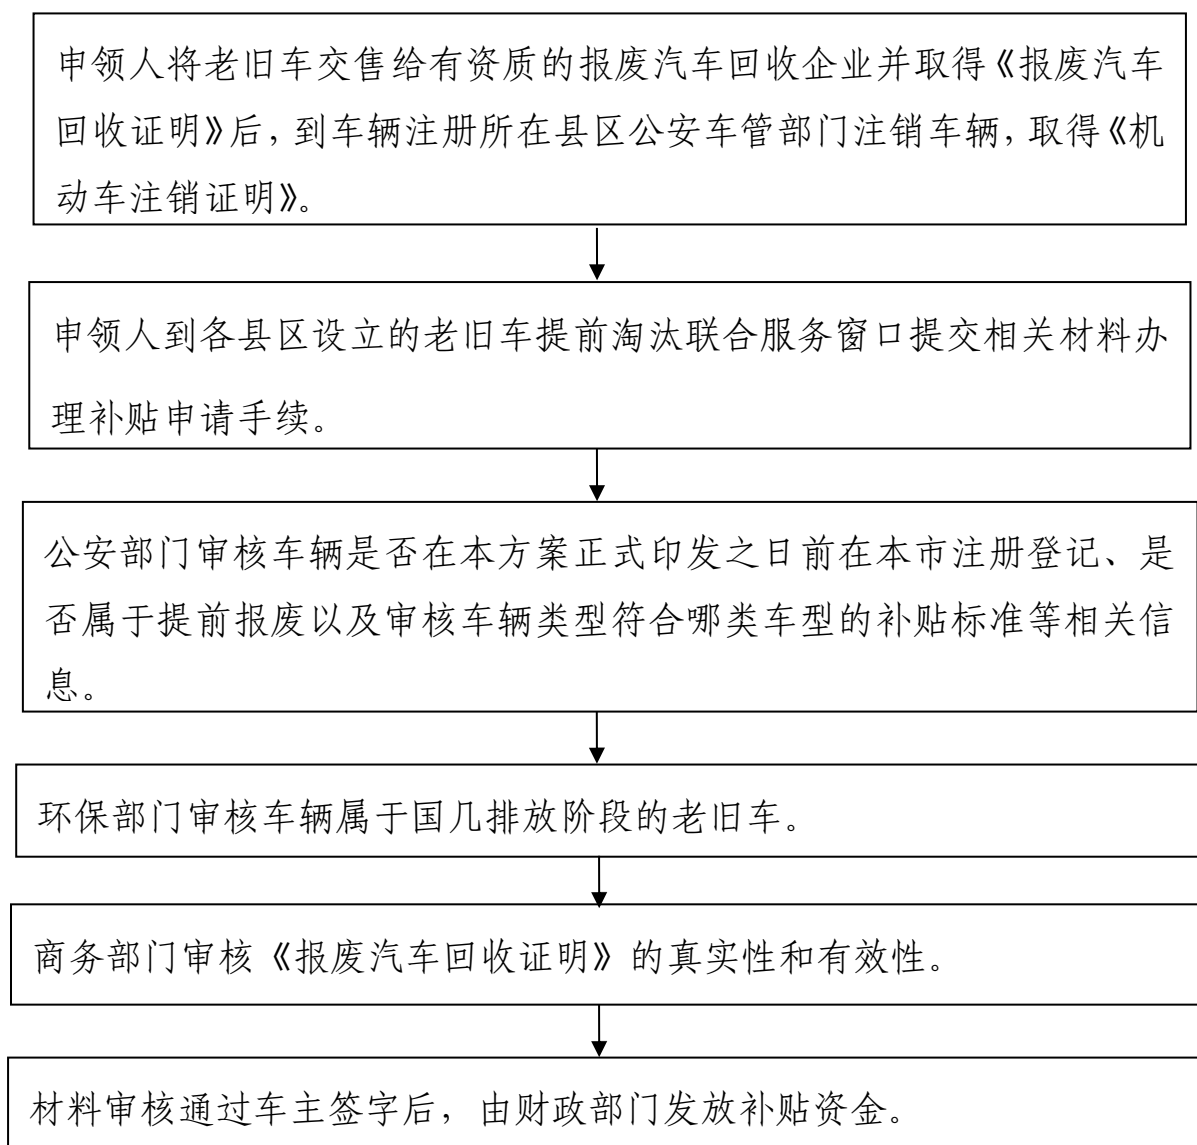 申领人将老旧车交售给有资质的报废汽车回收企业并取得《报废汽车
回收证明》后，到车辆注册所在县区公安车管部门注销车辆，取得《机
动车注销证明》。
申领人到各县区设立的老旧车提前淘汰联合服务窗口提交相关材料办
理补贴申请手续。
公安部门审核车辆是否在本方案正式印发之日前在本市注册登记、是
否属于提前报废以及审核车辆类型符合哪类车型的补贴标准等相关信
息。
环保部门审核车辆属于国几排放阶段的老旧车。
商务部门审核《报废汽车回收证明》的真实性和有效性。
材料审核通过车主签字后，由财政部门发放补贴资金。